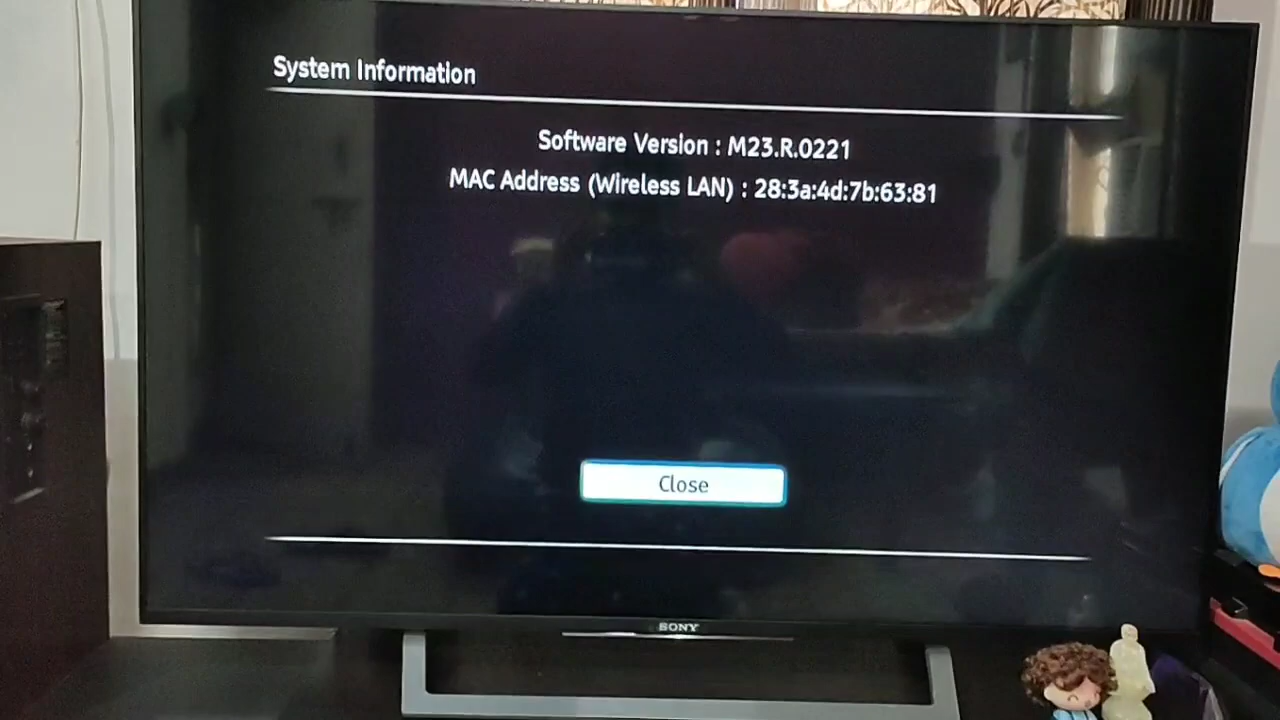 System Information
Software Version : M23.R.0221
MAC Address (Wireless LAN) : 28:3a:4d:7b:63:81
Close
SONY